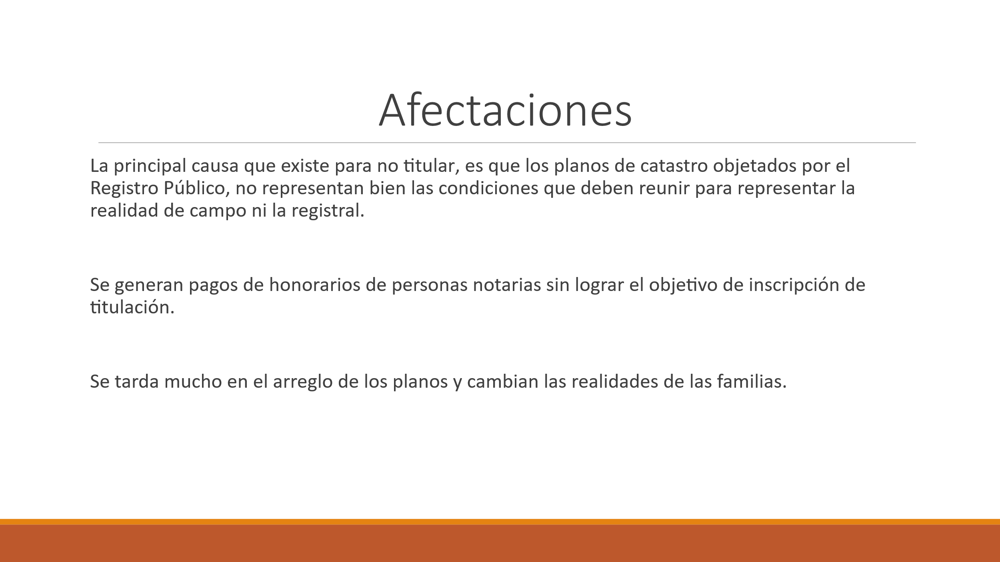 Afectaciones
La principal causa que existe para no titular, es que los planos de catastro objetados por el
Registro Público, no representan bien las condiciones que deben reunir para representar la
realidad de campo ni la registral.
Se generan pagos de honorarios de personas notarias sin lograr el objetivo de inscripción de
titulación.
Se tarda mucho en el arreglo de los planos y cambian las realidades de las familias.